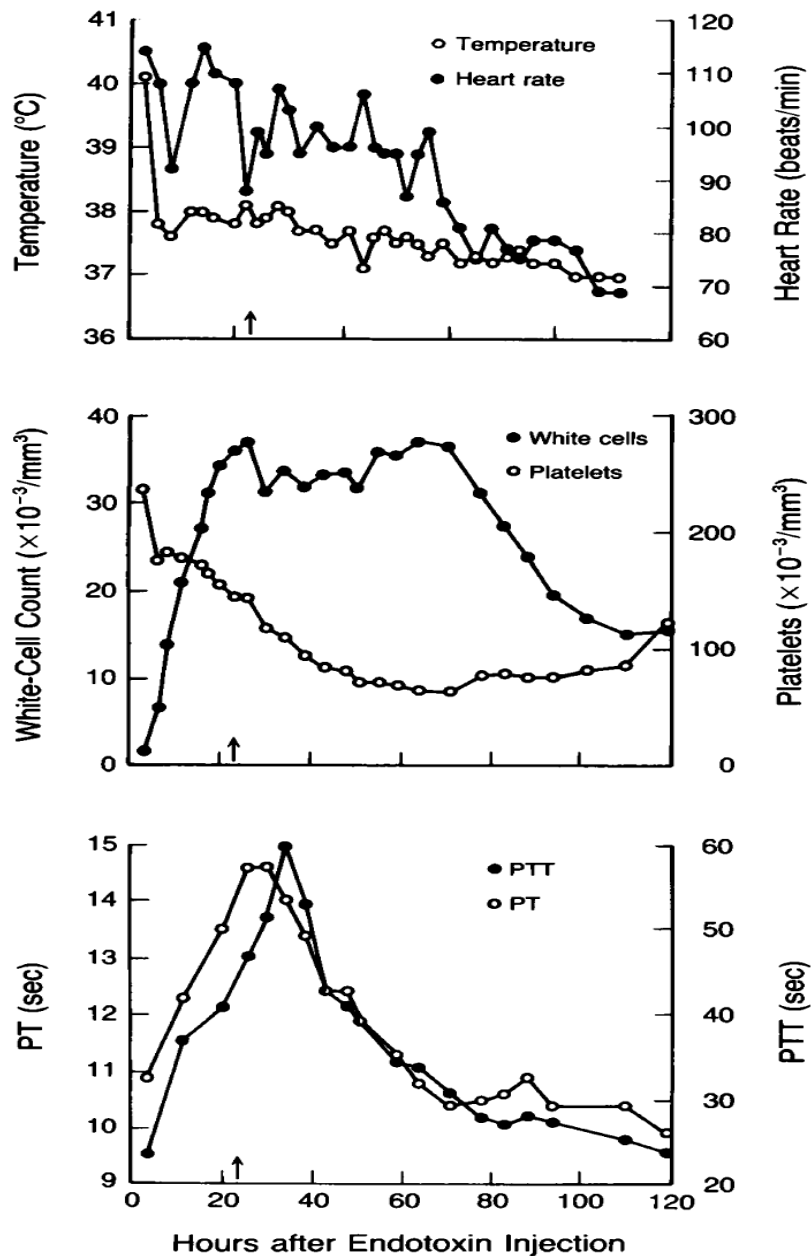 41
40
39
38
37
36
Temperature (°C)
120
110
100
90
80
70
60
Heart Rate (beats/min)
Temperature
Heart rate
40
30
20
10
0
White-Cell Count (×10⁻³/mm³)
300
200
100
0
Platelets (×10⁻³/mm³)
White cells
Platelets
15
14
13
12
11
10
9
PT (sec)
60
50
40
30
20
PTT (sec)
PTT
PT
0 20 40 60 80 100 120
Hours after Endotoxin Injection